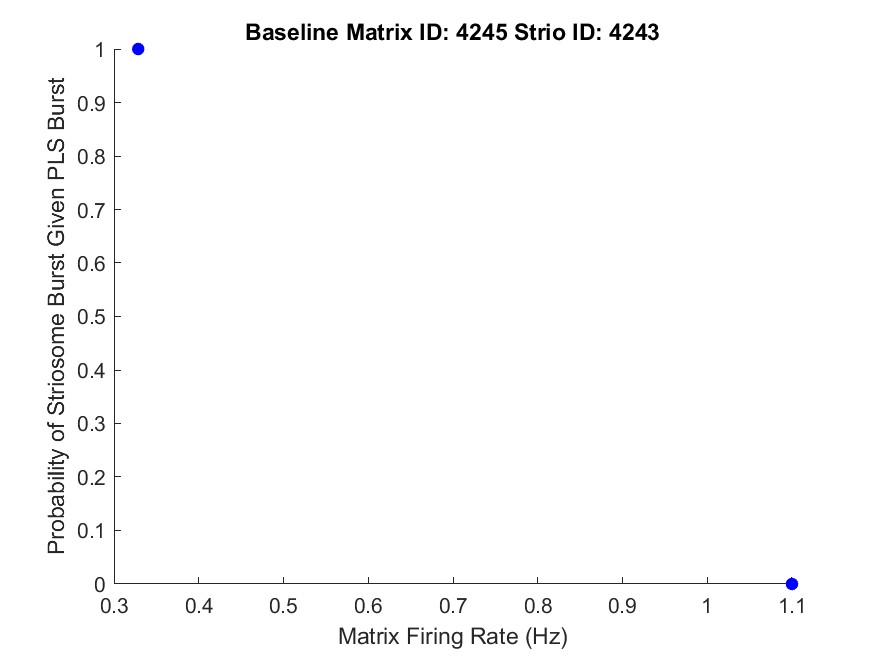 Baseline Matrix ID: 4245 Strio ID: 4243
Probability of Striosome Burst Given PLS Burst
1
0.9
0.8
0.7
0.6
0.5
0.4
0.3
0.2
0.1
0
0.3 0.4 0.5 0.6 0.7 0.8 0.9 1 1.1
Matrix Firing Rate (Hz)